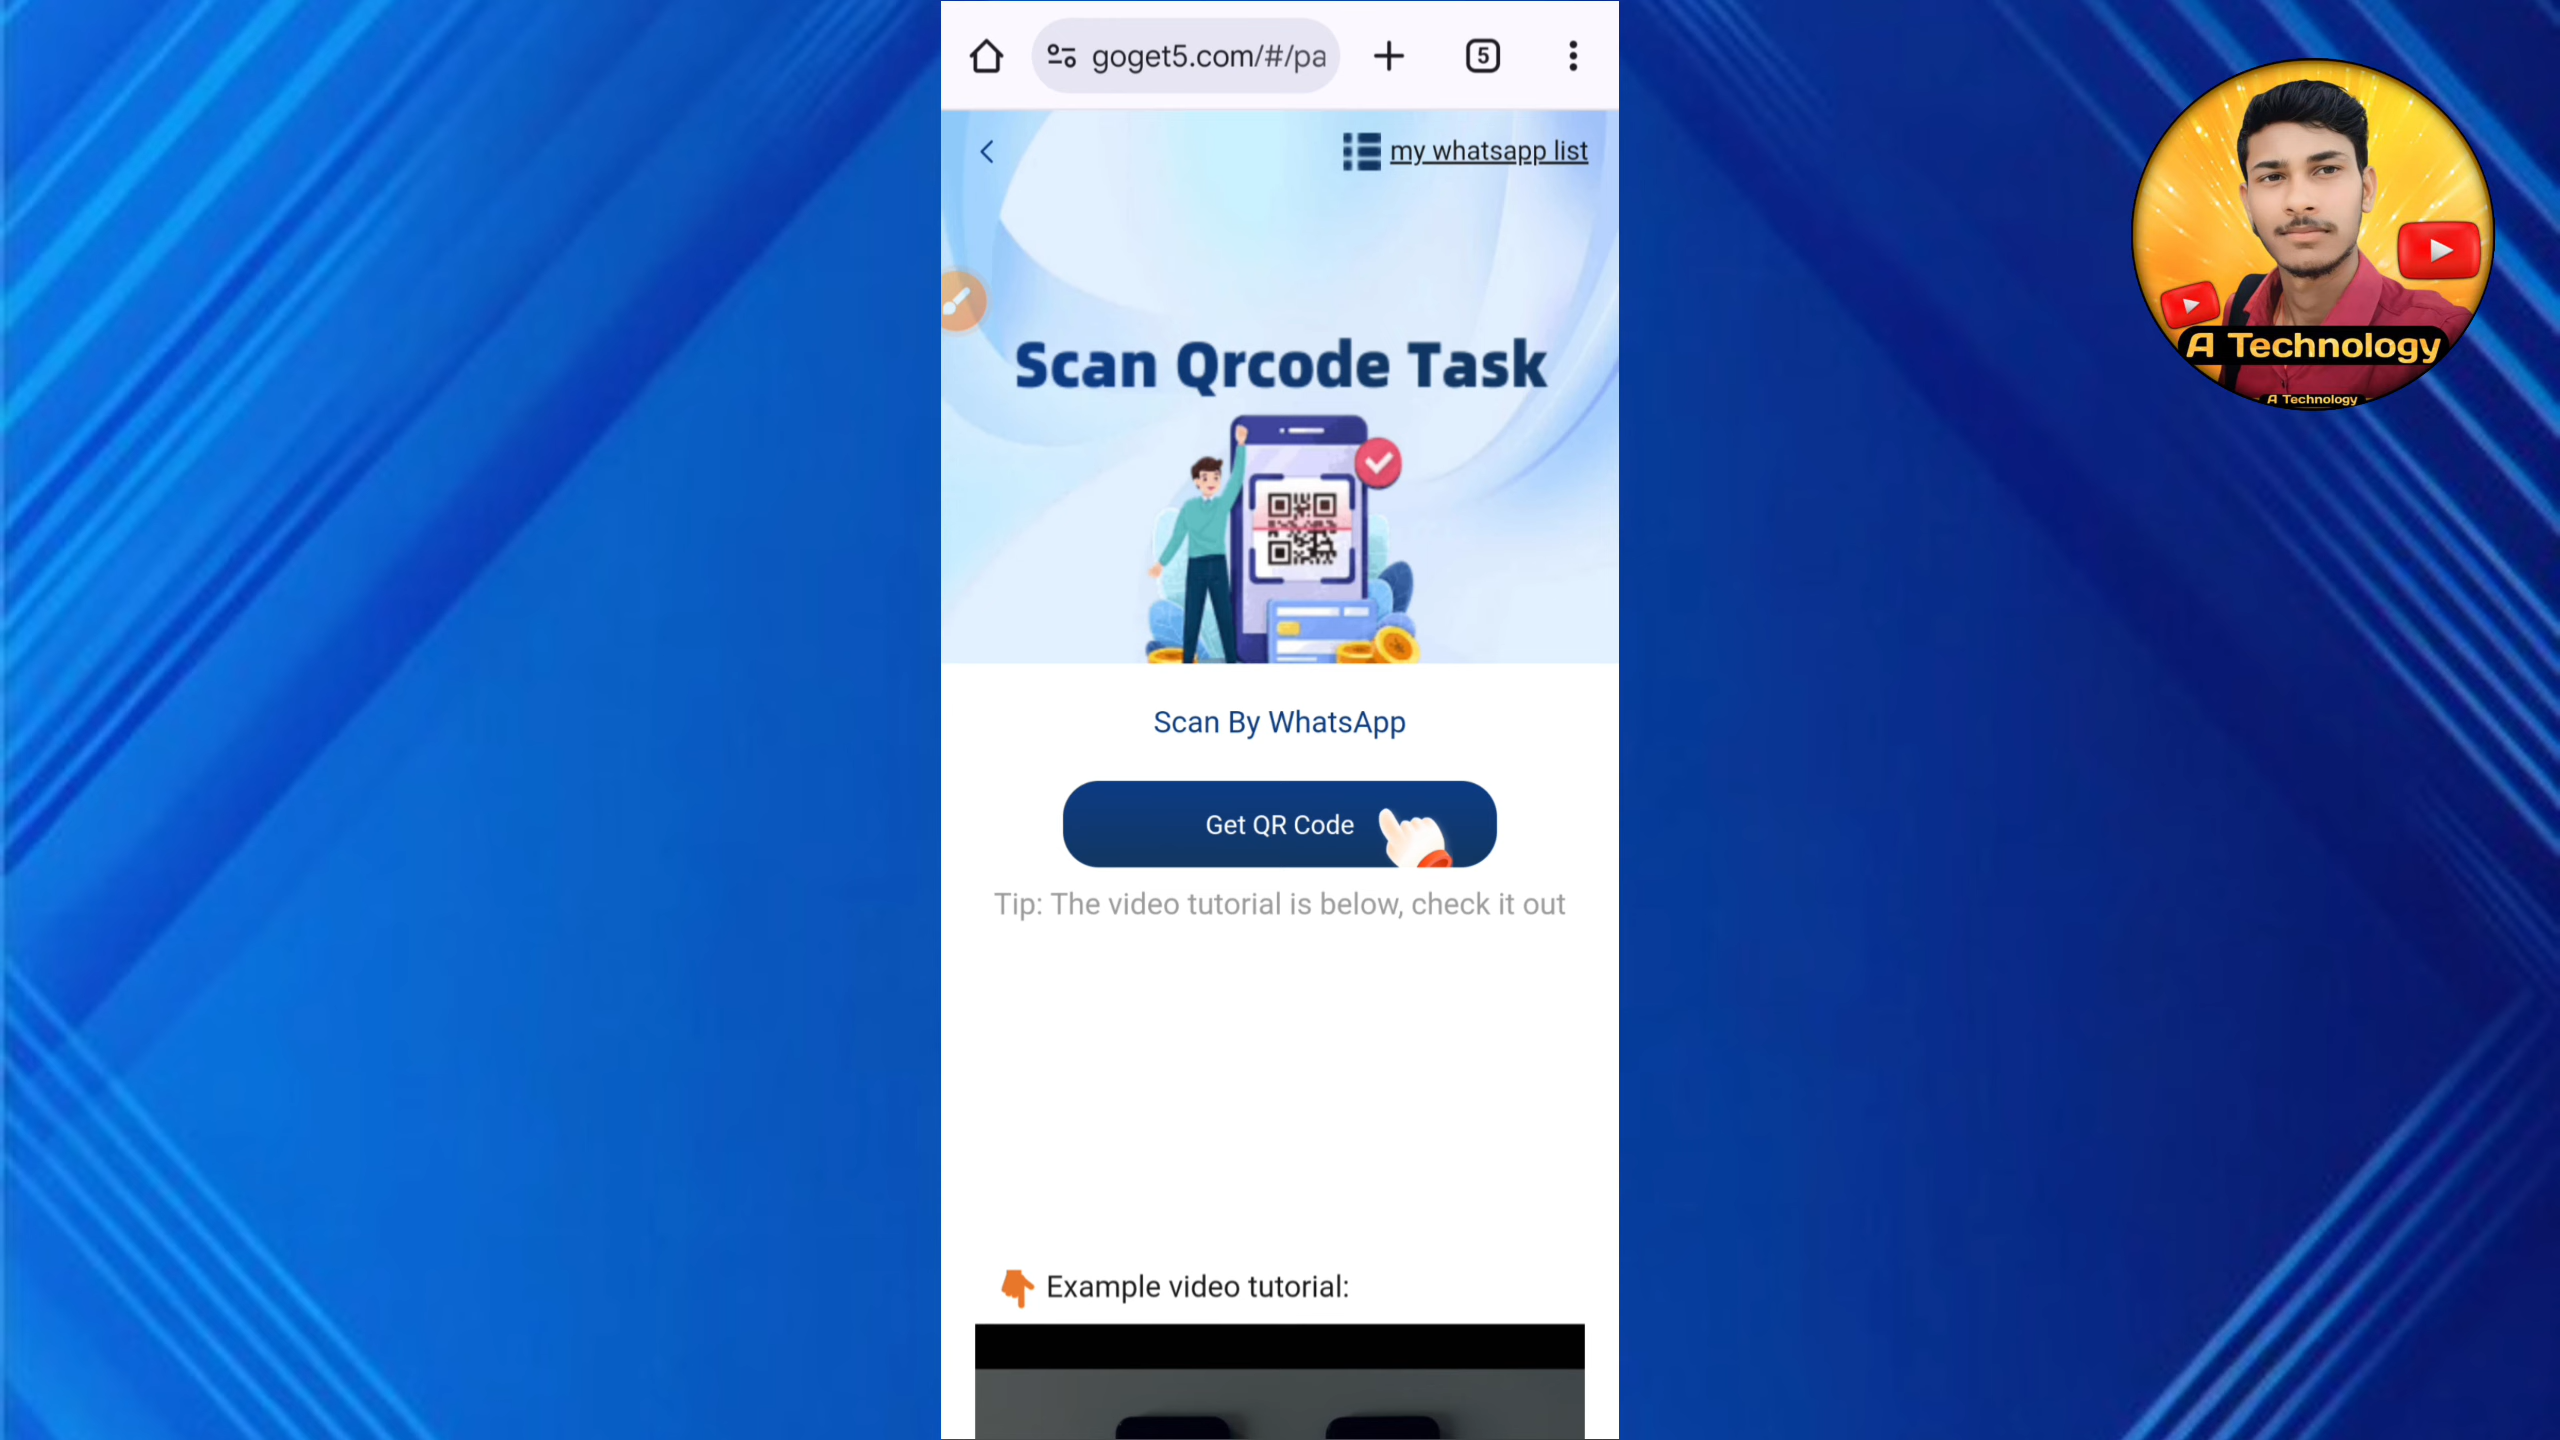 goget5.com/#/pa
5
my whatsapp list
Scan Qrcode Task
Scan By WhatsApp
Get QR Code
Tip: The video tutorial is below, check it out
Example video tutorial:
A Technology
A Technology